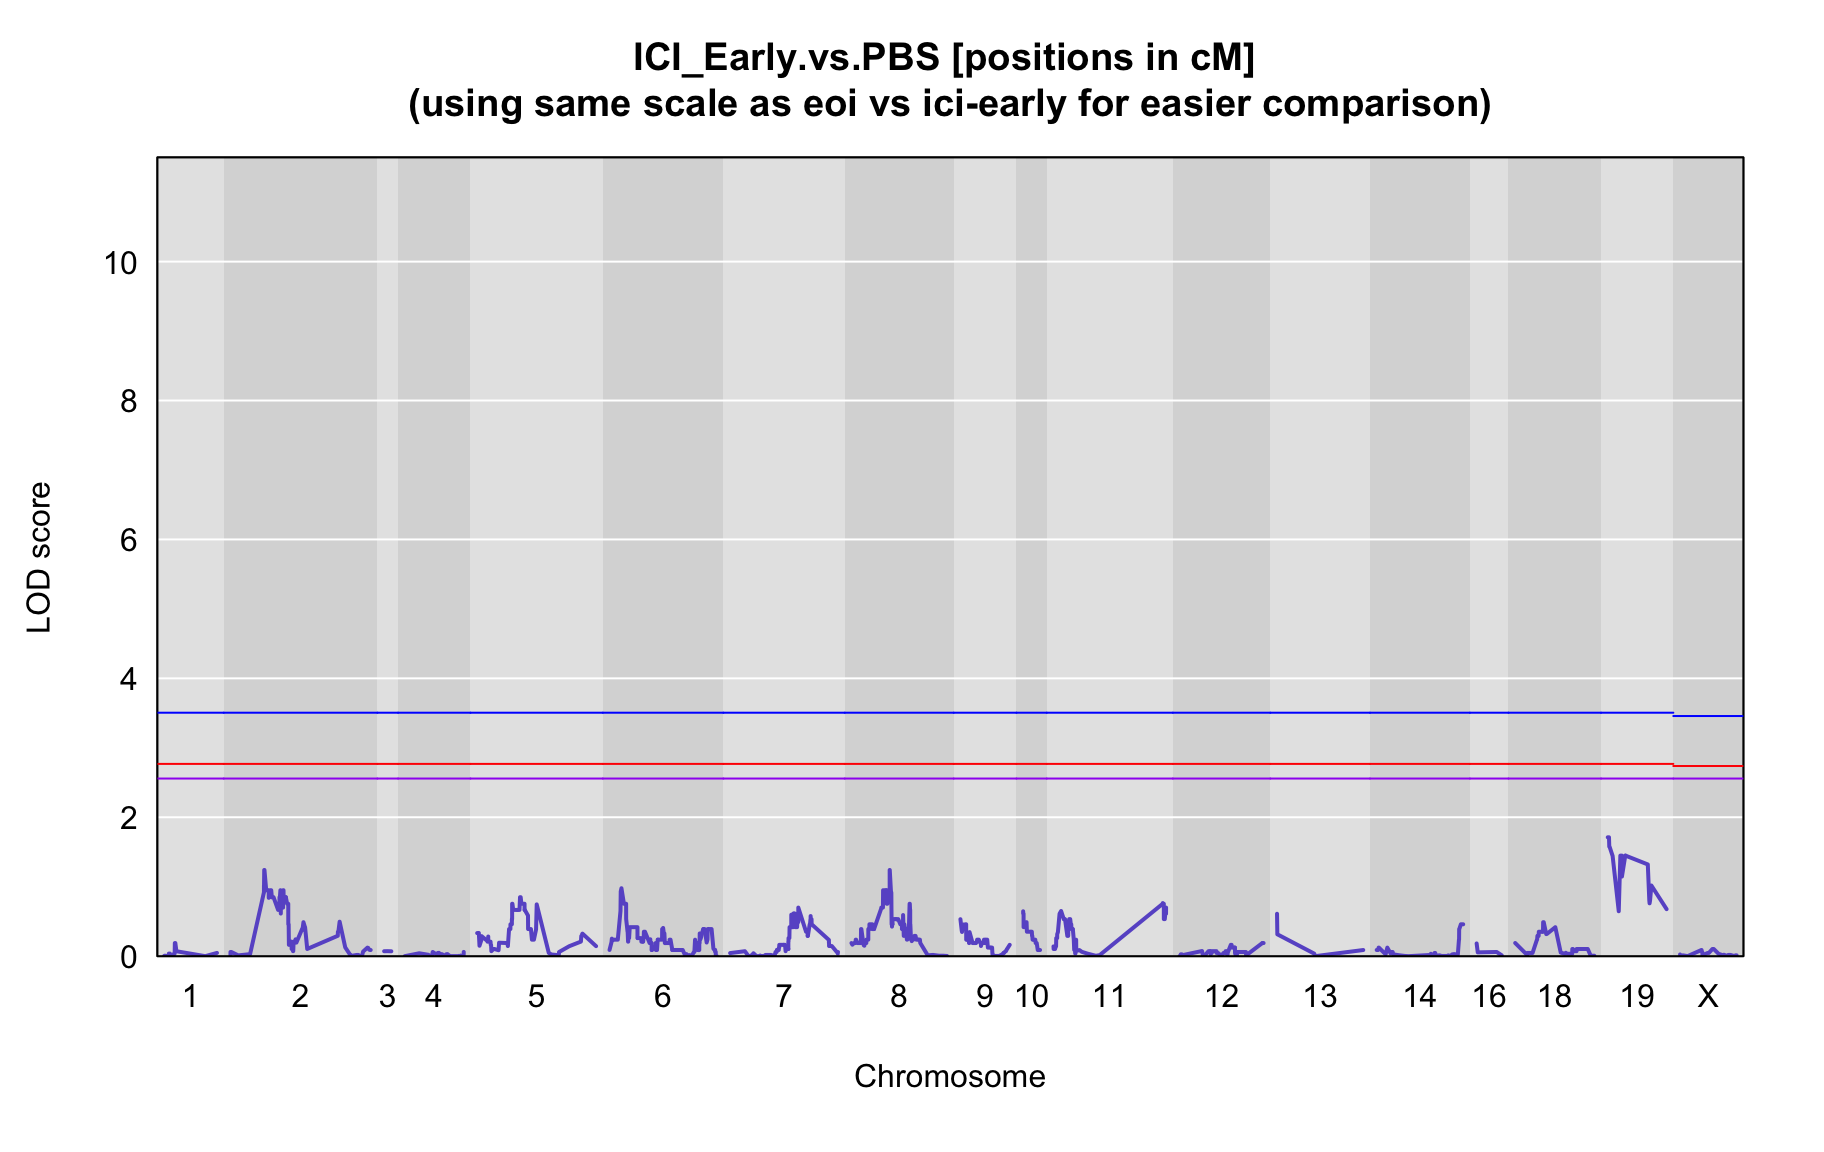 ICI_Early.vs.PBS [positions in cM]
(using same scale as eoi vs ici-early for easier comparison)
10
8
6
4
2
0
LOD score
1 2 3 4 5 6 7 8 9 10 11 12 13 14 16 18 19 X
Chromosome